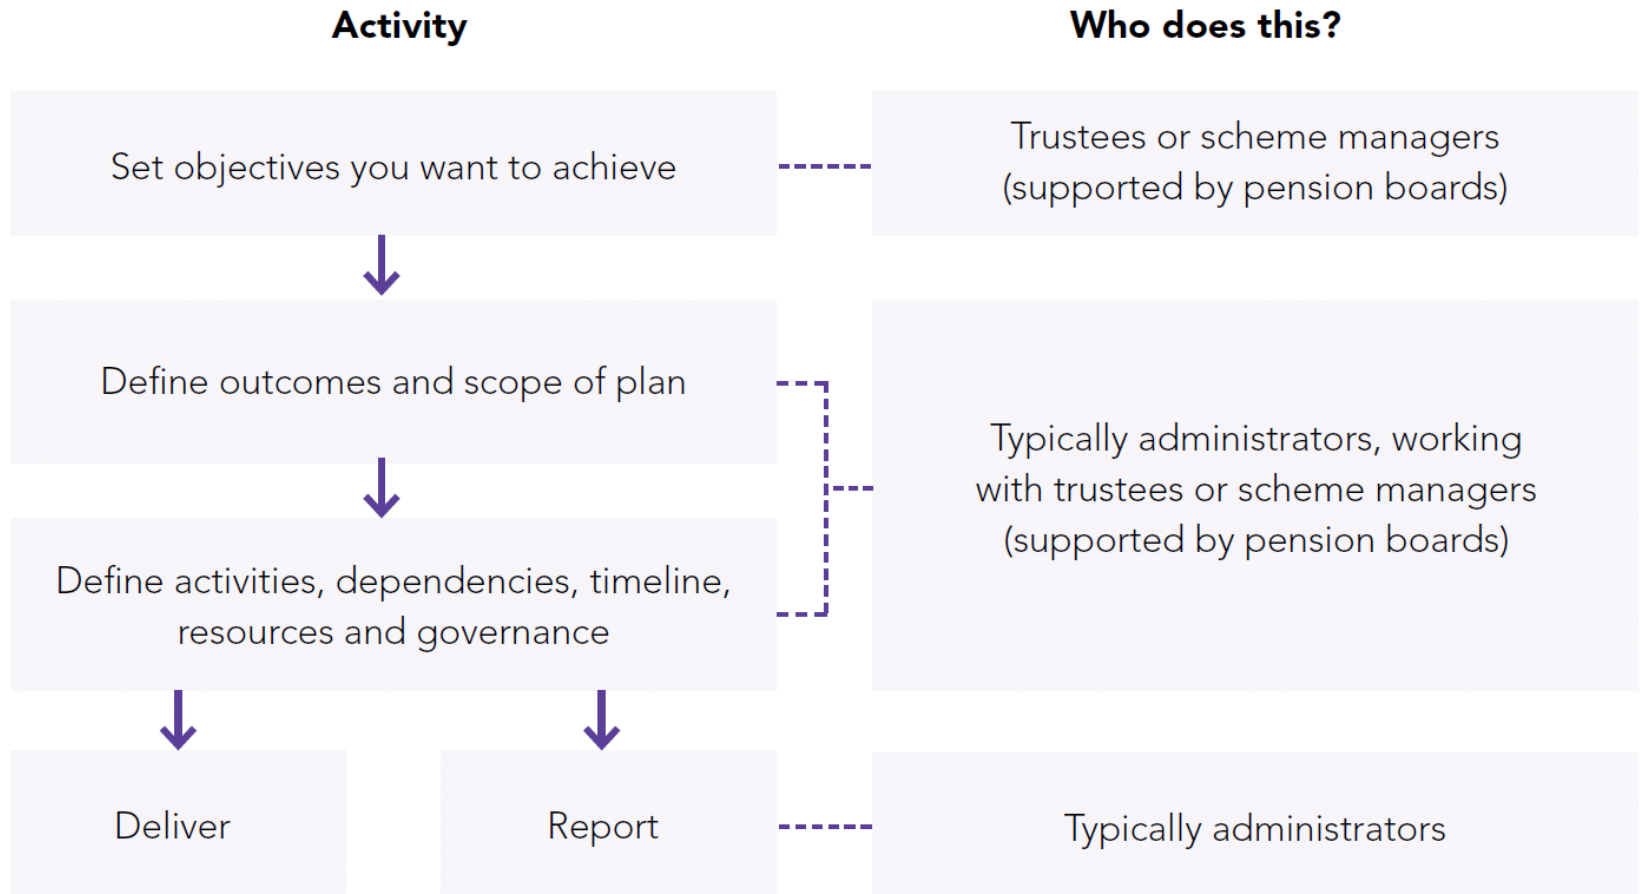 Activity
Who does this?
Set objectives you want to achieve
Trustees or scheme managers
(supported by pension boards)
Define outcomes and scope of plan
Typically administrators, working
with trustees or scheme managers
(supported by pension boards)
Define activities, dependencies, timeline,
resources and governance
Deliver
Report
Typically administrators